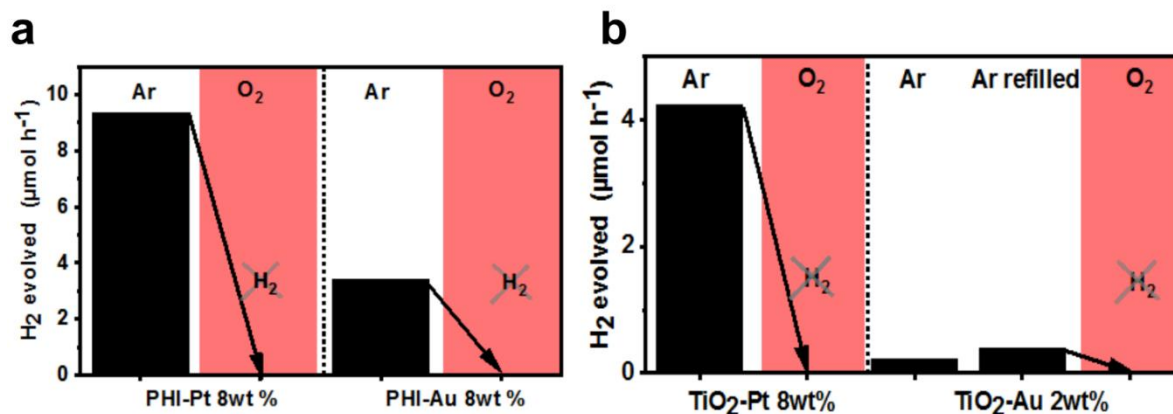 a
Ar
O₂
Ar
O₂
H₂
H₂
H₂ evolved (μmol h⁻¹)
10
8
6
4
2
0
PHI-Pt 8wt %
PHI-Au 8wt %
b
Ar
O₂
Ar
Ar refilled
O₂
H₂
H₂
H₂ evolved (μmol h⁻¹)
4
2
0
TiO₂-Pt 8wt%
TiO₂-Au 2wt%